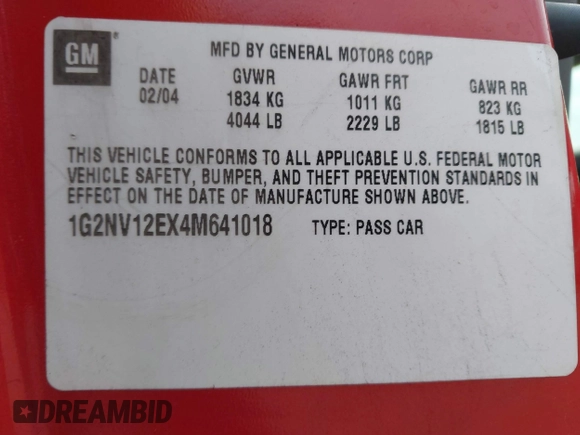 GM ®
MFD BY GENERAL MOTORS CORP
DATE GVWR GAWR FRT GAWR RR
02/04 1834 KG 1011 KG 823 KG
4044 LB 2229 LB 1815 LB
THIS VEHICLE CONFORMS TO ALL APPLICABLE U.S. FEDERAL MOTOR
VEHICLE SAFETY, BUMPER, AND THEFT PREVENTION STANDARDS IN
EFFECT ON THE DATE OF MANUFACTURE SHOWN ABOVE.
1G2NV12EX4M641018 TYPE: PASS CAR
DREAMBID